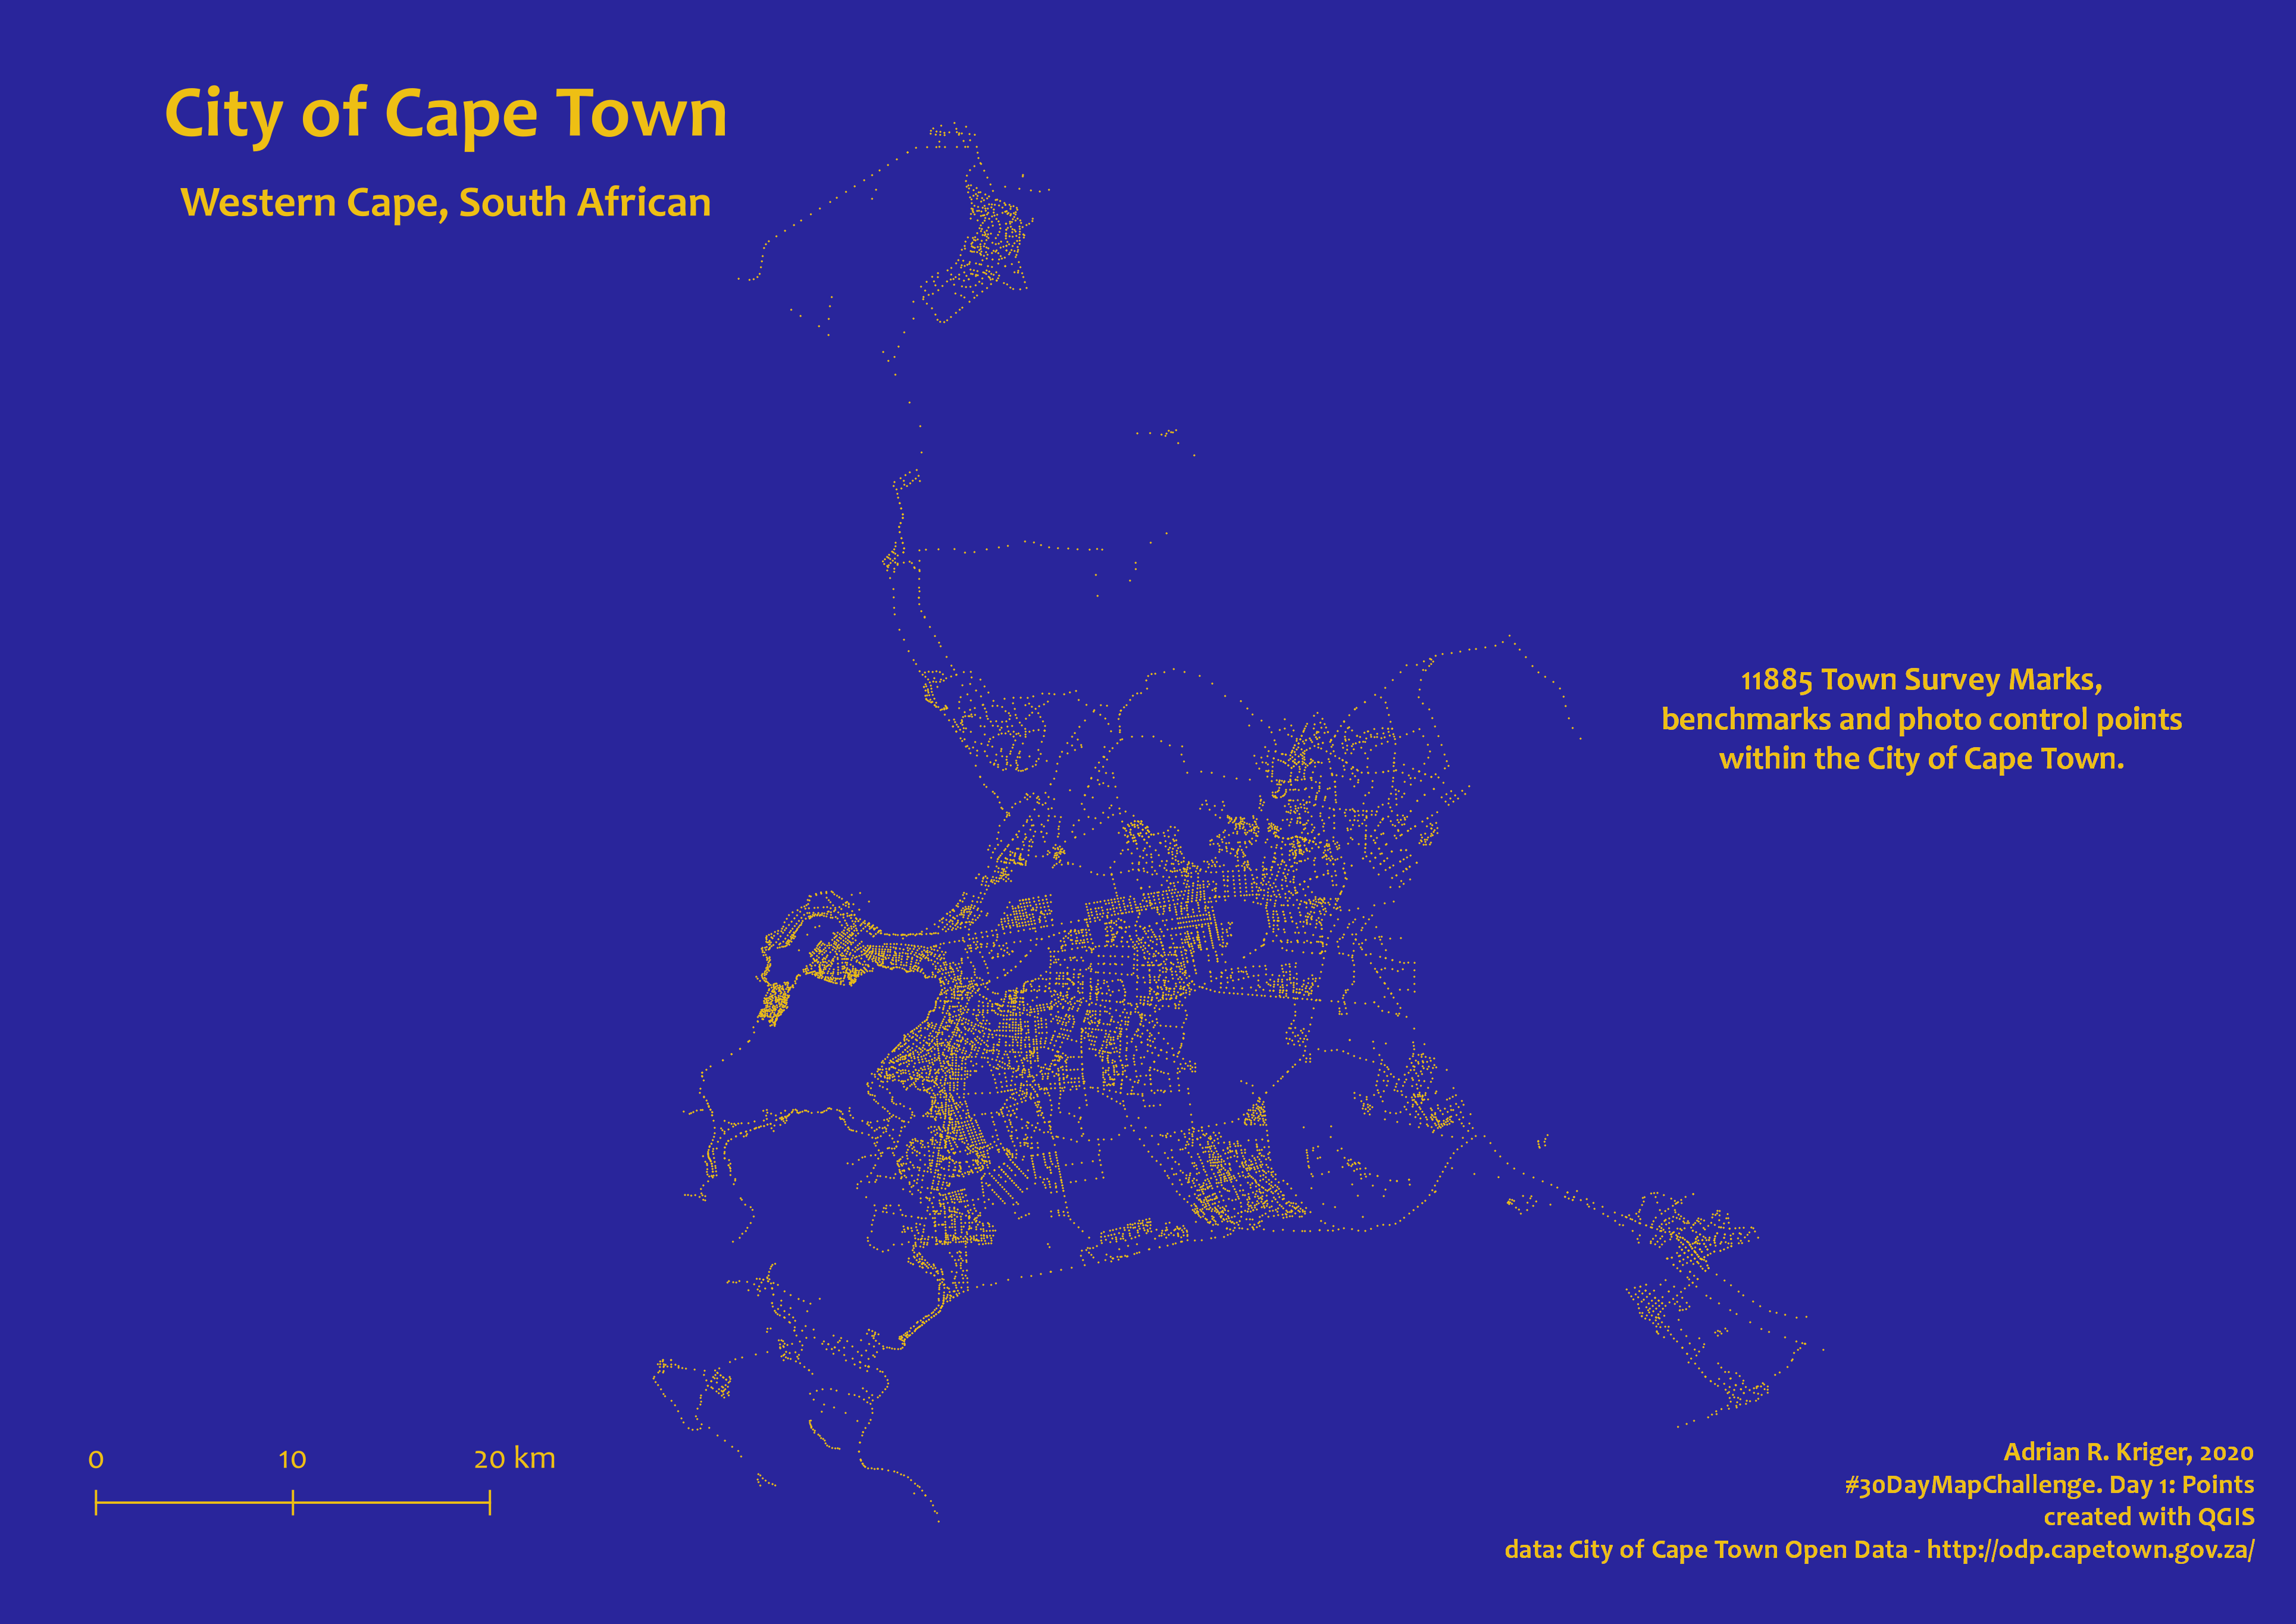 City of Cape Town
Western Cape, South African
11885 Town Survey Marks,
benchmarks and photo control points
within the City of Cape Town.
0 10 20 km
Adrian R. Kriger, 2020
#30DayMapChallenge. Day 1: Points
created with QGIS
data: City of Cape Town Open Data - http://odp.capetown.gov.za/